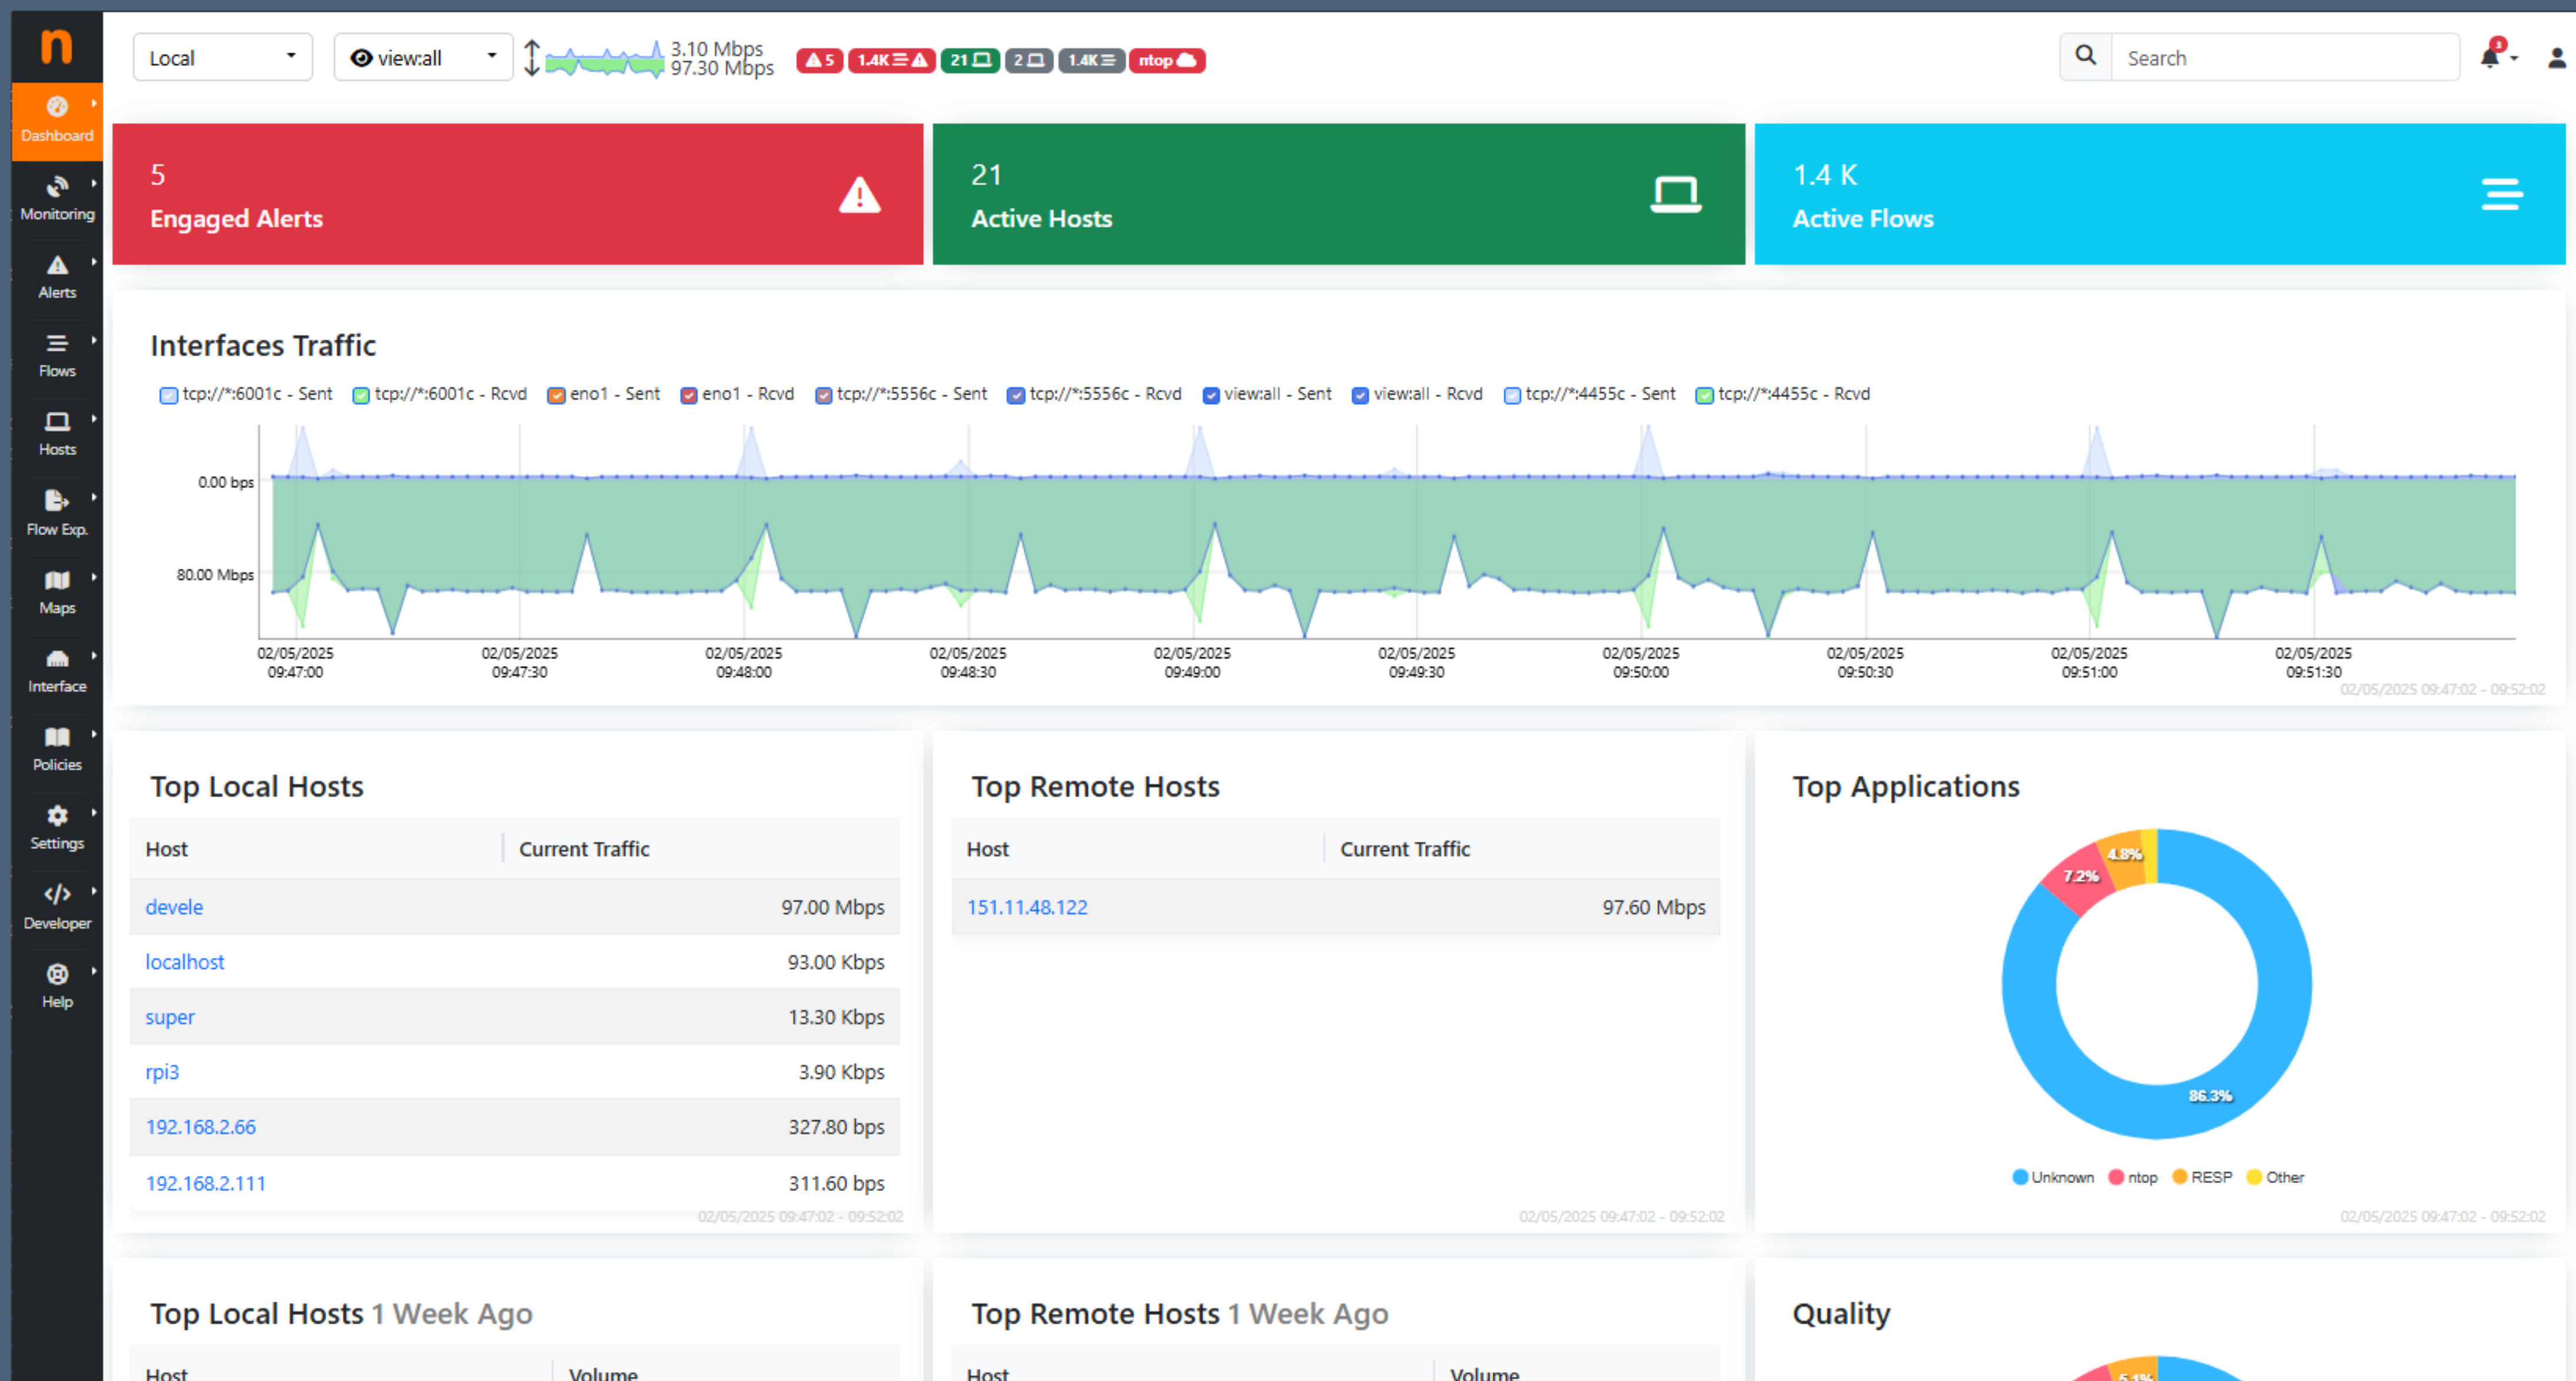 n
Local
view:all
3.10 Mbps
97.30 Mbps
5
1.4K
21
2
1.4K
ntop
Search
3
Dashboard
Monitoring
Alerts
Flows
Hosts
Flow Exp.
Maps
Interface
Policies
Settings
Developer
Help
5
Engaged Alerts
21
Active Hosts
1.4 K
Active Flows
Interfaces Traffic
tcp://*:6001c - Sent tcp://*:6001c - Rcvd eno1 - Sent eno1 - Rcvd tcp://*:5556c - Sent tcp://*:5556c - Rcvd view:all - Sent view:all - Rcvd tcp://*:4455c - Sent tcp://*:4455c - Rcvd
0.00 bps
80.00 Mbps
02/05/2025 02/05/2025 02/05/2025 02/05/2025 02/05/2025 02/05/2025 02/05/2025 02/05/2025 02/05/2025 02/05/2025
09:47:00 09:47:30 09:48:00 09:48:30 09:49:00 09:49:30 09:50:00 09:50:30 09:51:00 09:51:30
02/05/2025 09:47:02 - 09:52:02
Top Local Hosts
Host Current Traffic
devele 97.00 Mbps
localhost 93.00 Kbps
super 13.30 Kbps
rpi3 3.90 Kbps
192.168.2.66 327.80 bps
192.168.2.111 311.60 bps
02/05/2025 09:47:02 - 09:52:02
Top Remote Hosts
Host Current Traffic
151.11.48.122 97.60 Mbps
02/05/2025 09:47:02 - 09:52:02
Top Applications
4.8%
7.2%
86.3%
Unknown ntop RESP Other
02/05/2025 09:47:02 - 09:52:02
Top Local Hosts 1 Week Ago
Host Volume
Top Remote Hosts 1 Week Ago
Host Volume
Quality
5.1%